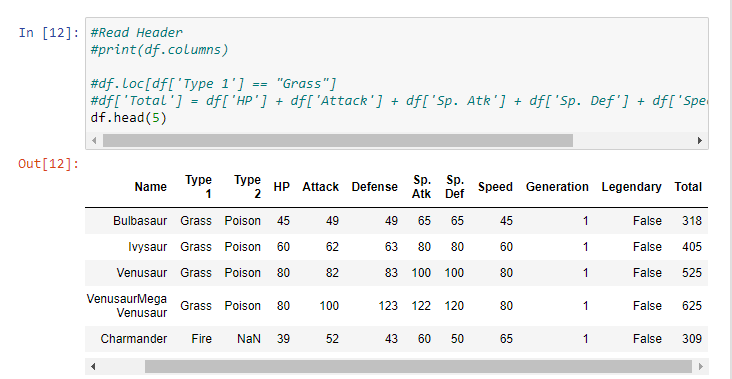 In [12]: #Read Header
#print(df.columns)
#df.loc[df['Type 1'] == "Grass"]
#df['Total'] = df['HP'] + df['Attack'] + df['Sp. Atk'] + df['Sp. Def'] + df['Spe
df.head(5)
Out[12]:
Name Type 1 Type 2 HP Attack Defense Sp. Atk Sp. Def Speed Generation Legendary Total
Bulbasaur Grass Poison 45 49 49 65 65 45 1 False 318
Ivysaur Grass Poison 60 62 63 80 80 60 1 False 405
Venusaur Grass Poison 80 82 83 100 100 80 1 False 525
VenusaurMega Venusaur Grass Poison 80 100 123 122 120 80 1 False 625
Charmander Fire NaN 39 52 43 60 50 65 1 False 309